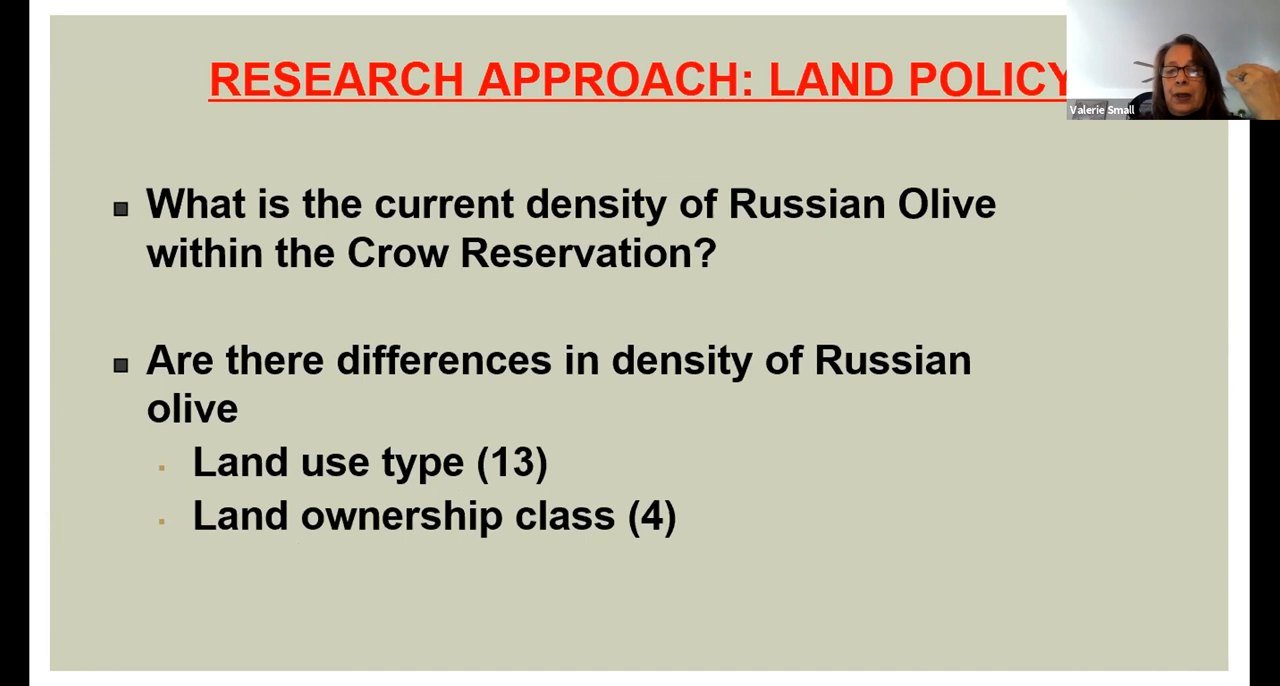 RESEARCH APPROACH: LAND POLICY
Valerie Small
What is the current density of Russian Olive
within the Crow Reservation?
Are there differences in density of Russian
olive
Land use type (13)
Land ownership class (4)